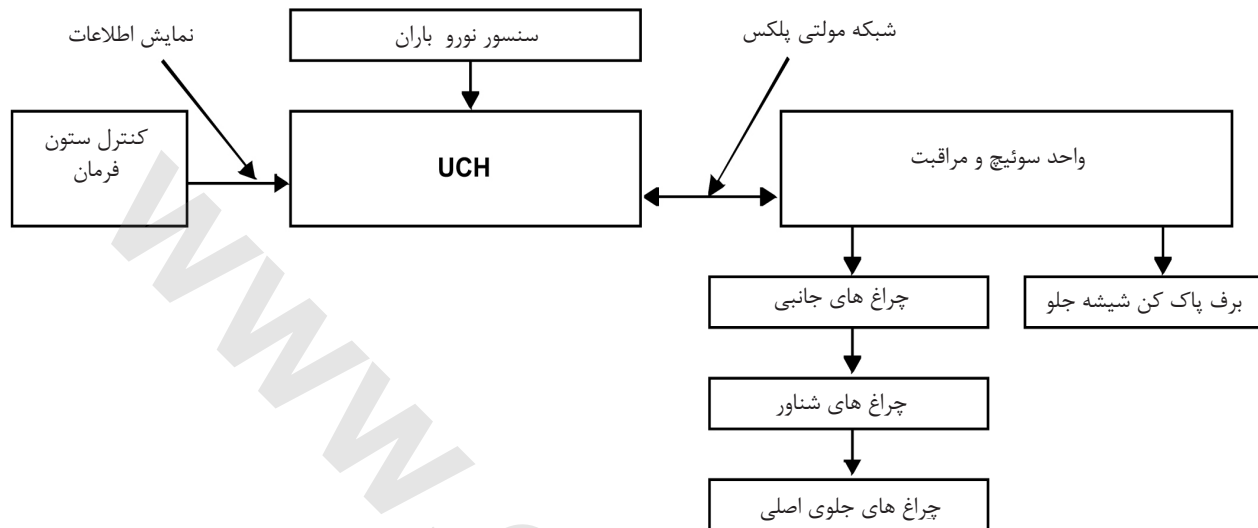 نمایش اطلاعات
سنسور نورو باران
شبکه مولتی پلکس
کنترل ستون
فرمان
UCH
واحد سوئیچ و مراقبت
چراغ های جانبی
برف پاک کن شیشه جلو
چراغ های شناور
چراغ های جلوی اصلی
www.